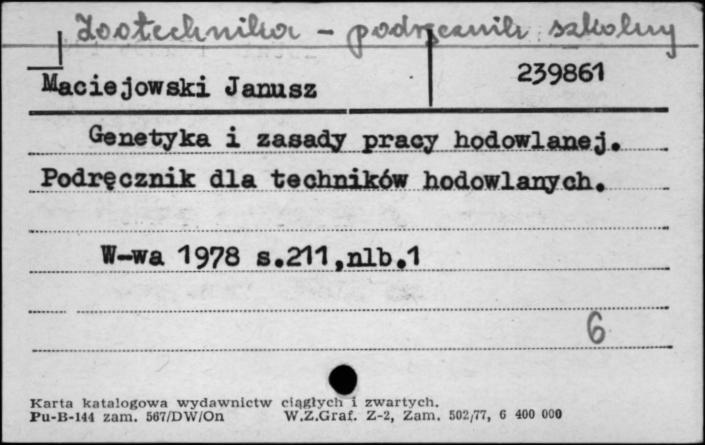 Zootechnika - podręcznik szkolny
Maciejowski Janusz
239861
Genetyka i zasady pracy hodowlanej.
Podręcznik dla techników hodowlanych.
W-wa 1978 s.211,nlb.1
6
Karta katalogowa wydawnictw ciągłych i zwartych.
Pu-B-144 zam. 567/DW/On W.Z.Graf. Z-2, Zam. 502/77, 6 400 000